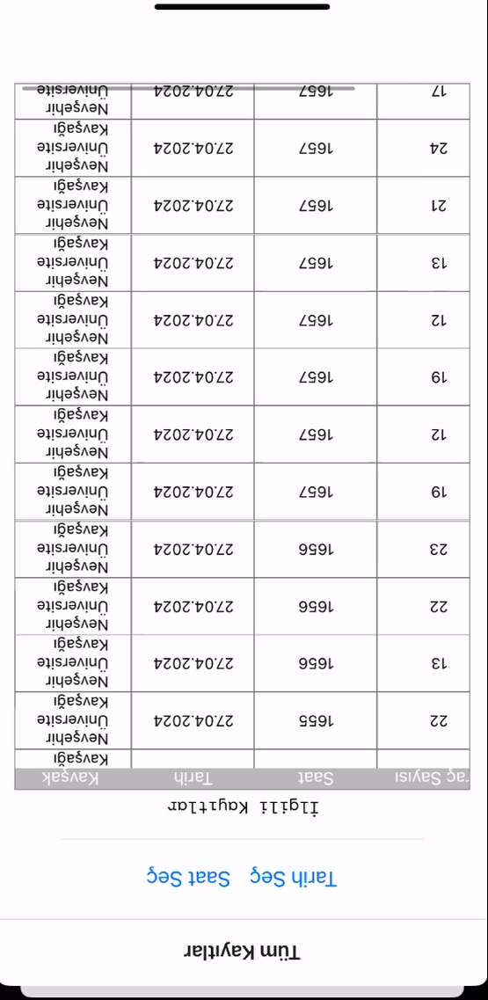 Tüm Kayıtlar
Tarih Seç Saat Seç
İlgili Kayıtlar
raç Sayısı Saat Tarih Kavşak
Kavşağı
Nevşehir
22 1655 27.04.2024 Üniversite
Kavşağı
Nevşehir
13 1656 27.04.2024 Üniversite
Kavşağı
Nevşehir
22 1656 27.04.2024 Üniversite
Kavşağı
Nevşehir
23 1656 27.04.2024 Üniversite
Kavşağı
Nevşehir
19 1657 27.04.2024 Üniversite
Kavşağı
Nevşehir
12 1657 27.04.2024 Üniversite
Kavşağı
Nevşehir
19 1657 27.04.2024 Üniversite
Kavşağı
Nevşehir
12 1657 27.04.2024 Üniversite
Kavşağı
Nevşehir
13 1657 27.04.2024 Üniversite
Kavşağı
Nevşehir
21 1657 27.04.2024 Üniversite
Kavşağı
Nevşehir
24 1657 27.04.2024 Üniversite
Kavşağı
Nevşehir
17 1657 27.04.2024 Üniversite